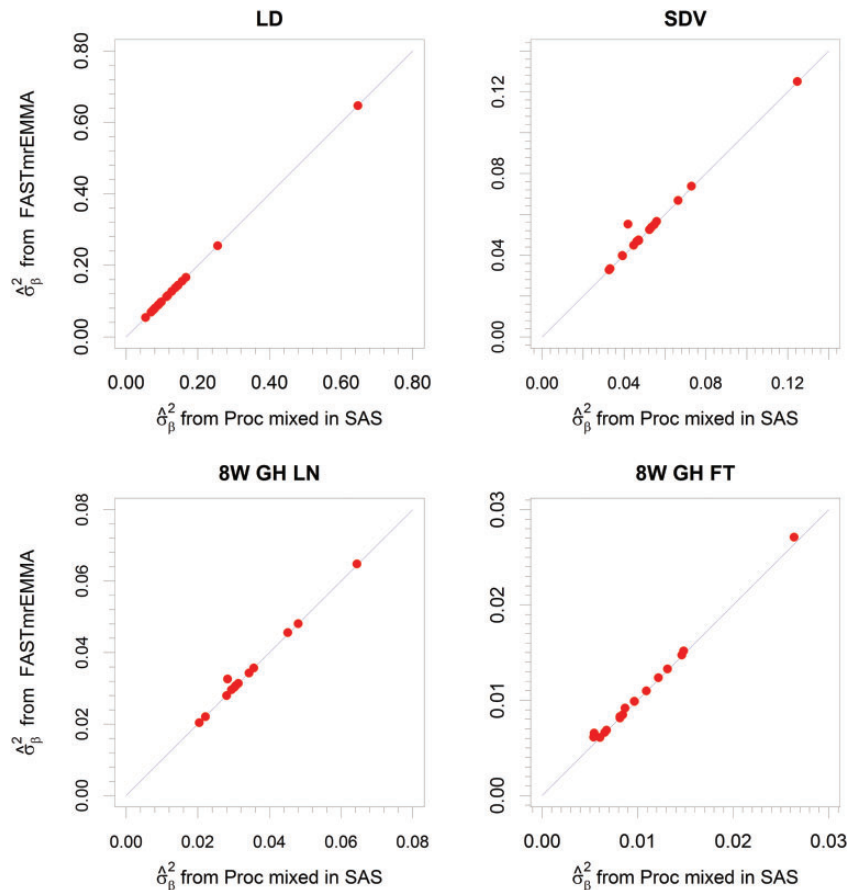 LD
SDV
0.80
0.60
0.40
0.20
0.00
σ̂²β from FASTmrEMMA
0.00 0.20 0.40 0.60 0.80
σ̂²β from Proc mixed in SAS
0.12
0.08
0.04
0.00
0.00 0.04 0.08 0.12
σ̂²β from Proc mixed in SAS
8W GH LN
8W GH FT
0.08
0.06
0.04
0.02
0.00
σ̂²β from FASTmrEMMA
0.00 0.02 0.04 0.06 0.08
σ̂²β from Proc mixed in SAS
0.03
0.02
0.01
0.00
0.00 0.01 0.02 0.03
σ̂²β from Proc mixed in SAS